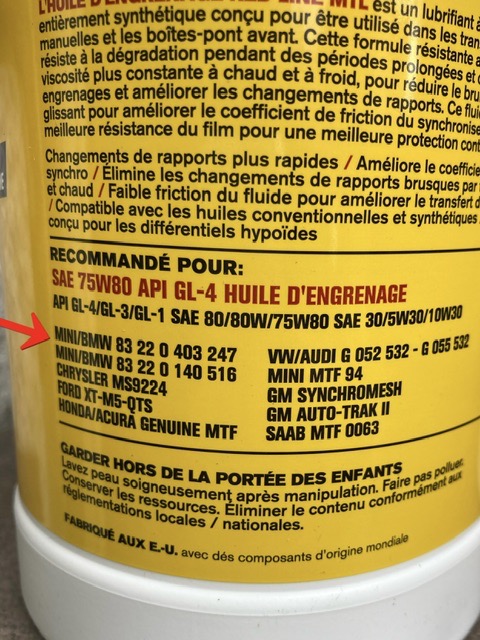 L'HUILE D'ENGRENAGE RED LINE MTL est un lubrifiant
entièrement synthétique conçu pour être utilisé dans les
manuelles et les boîtes-pont avant. Cette formule résistante
résiste à la dégradation pendant des périodes prolongées et
viscosité plus constante à chaud et à froid, pour réduire le
engrenages et améliorer les changements de rapports. Ce
glissant pour améliorer le coefficient de friction du
meilleure résistance du film pour une meilleure protection
Changements de rapports plus rapides / Améliore le
synchro / Élimine les changements de rapports brusques par
et chaud / Faible friction du fluide pour améliorer le transfert
/ Compatible avec les huiles conventionnelles et synthétiques
conçu pour les différentiels hypoïdes
RECOMMANDÉ POUR:
SAE 75W80 API GL-4 HUILE D'ENGRENAGE
API GL-4/GL-3/GL-1 SAE 80/80W/75W80 SAE 30/5W30/10W30
MINI/BMW 83 22 0 403 247
MINI/BMW 83 22 0 140 516
CHRYSLER MS9224
FORD XT-M5-QTS
HONDA/ACURA GENUINE MTF
VW/AUDI G 052 532 - G 055 532
MINI MTF 94
GM SYNCHROMESH
GM AUTO-TRAK II
SAAB MTF 0063
GARDER HORS DE LA PORTÉE DES ENFANTS
Lavez peau soigneusement après manipulation. Faire pas polluer.
Conserver les ressources. Éliminer le contenu conformément aux
réglementations locales / nationales.
FABRIQUÉ AUX E.-U. avec dés composants d'origine mondiale